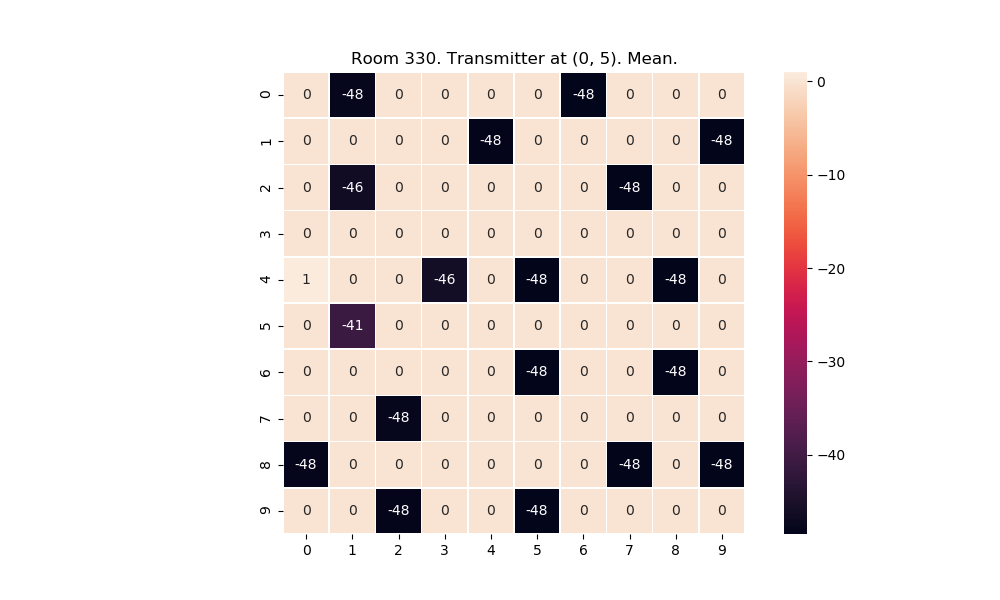 Room 330. Transmitter at (0, 5). Mean.
0 0 -48 0 0 0 0 -48 0 0 0
1 0 0 0 0 -48 0 0 0 0 -48
2 0 -46 0 0 0 0 0 -48 0 0
3 0 0 0 0 0 0 0 0 0 0
4 1 0 0 -46 0 -48 0 0 -48 0
5 0 -41 0 0 0 0 0 0 0 0
6 0 0 0 0 0 -48 0 0 -48 0
7 0 0 -48 0 0 0 0 0 0 0
8 -48 0 0 0 0 0 0 -48 0 -48
9 0 0 -48 0 0 -48 0 0 0 0
0 1 2 3 4 5 6 7 8 9
0
−10
−20
−30
−40